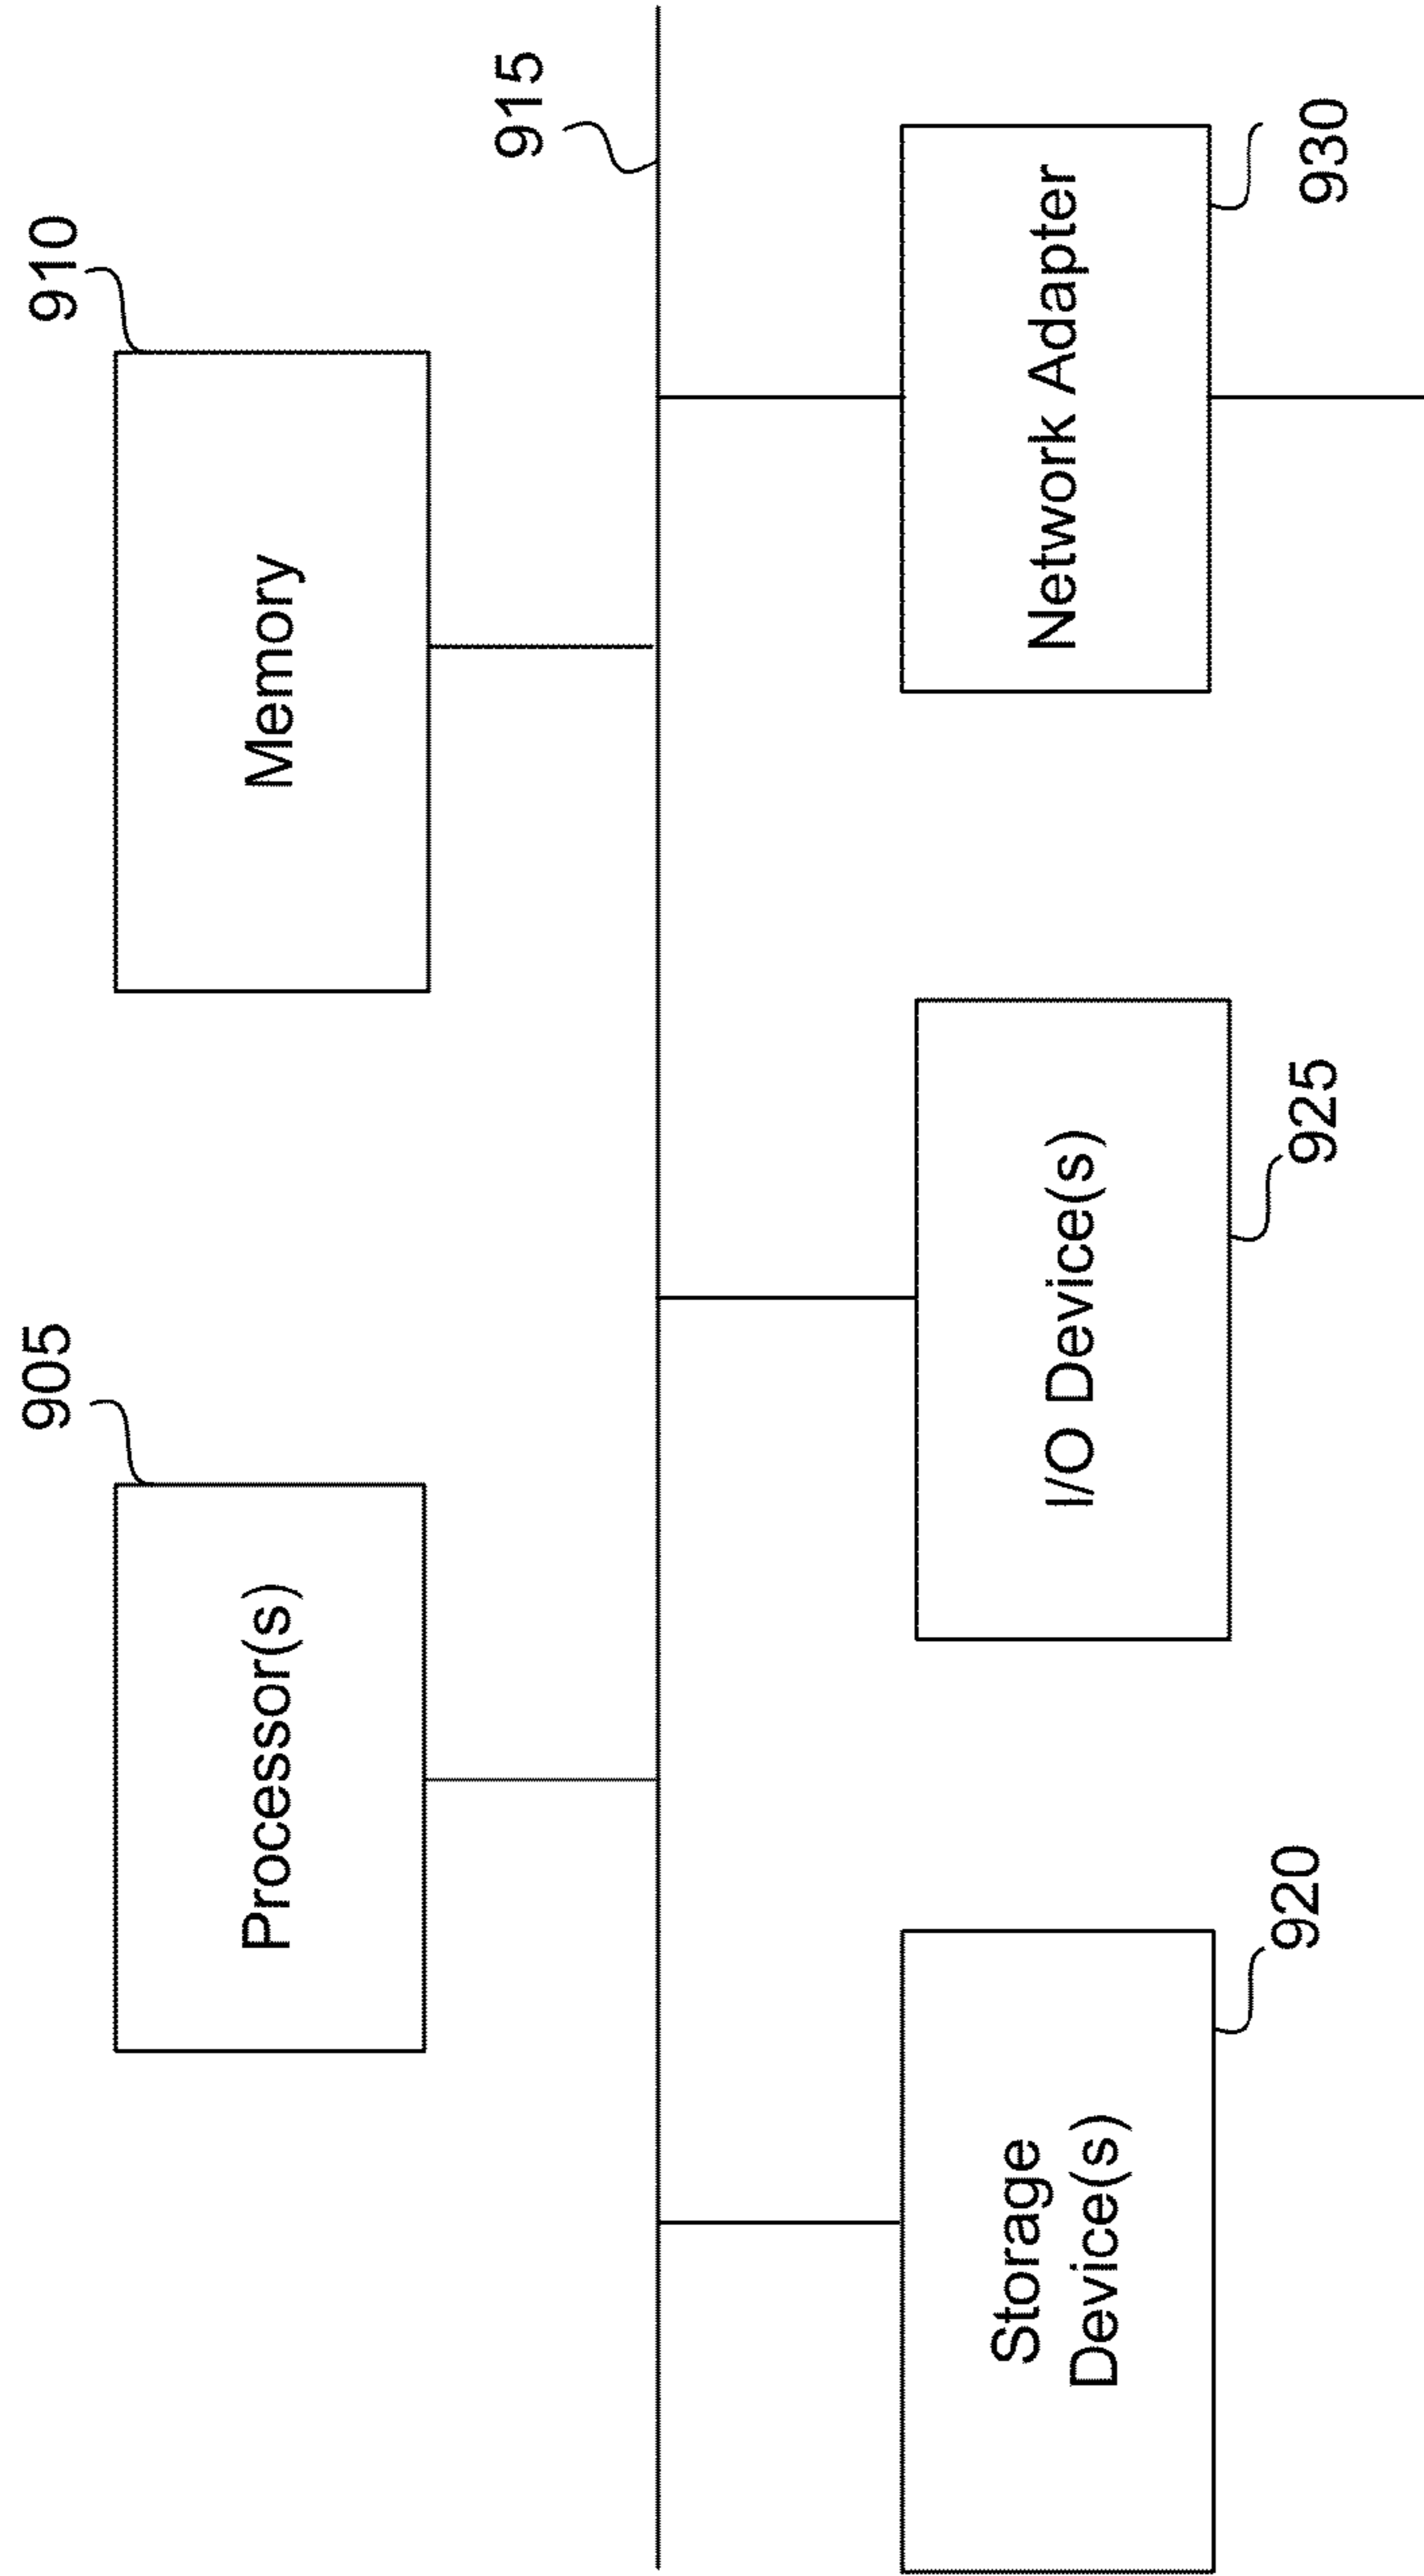 905
910
Processor(s)
Memory
915
Storage
Device(s)
I/O Device(s)
Network Adapter
920
925
930